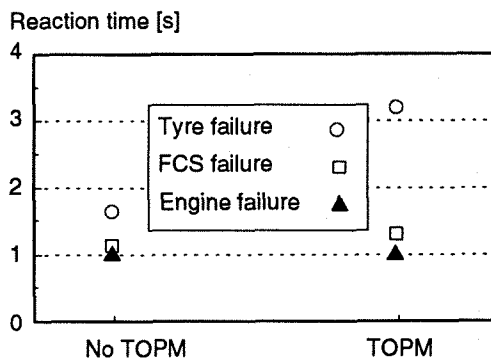 Reaction time [s]
4
3
2
1
0
Tyre failure
FCS failure
Engine failure
No TOPM TOPM